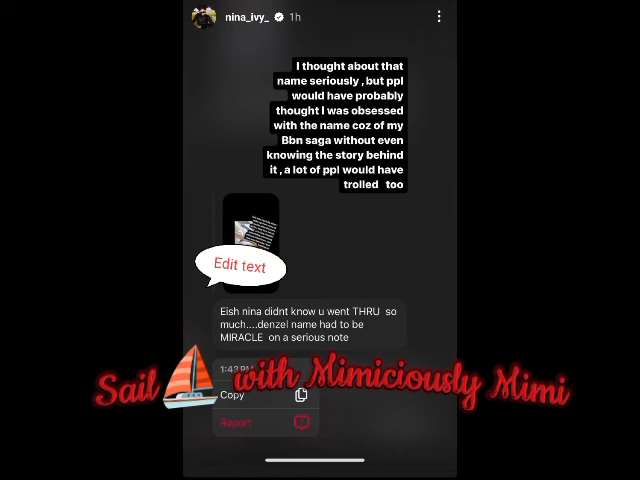 nina_ivy_ 1h
I thought about that
name seriously , but ppl
would have probably
thought I was obsessed
with the name coz of my
Bbn saga without even
knowing the story behind
it , a lot of ppl would have
trolled too
Edit text
Eish nina didnt know u went THRU so
much....denzel name had to be
MIRACLE on a serious note
1:43 PM
Sail with Mimiciously Mimi
Copy
Report